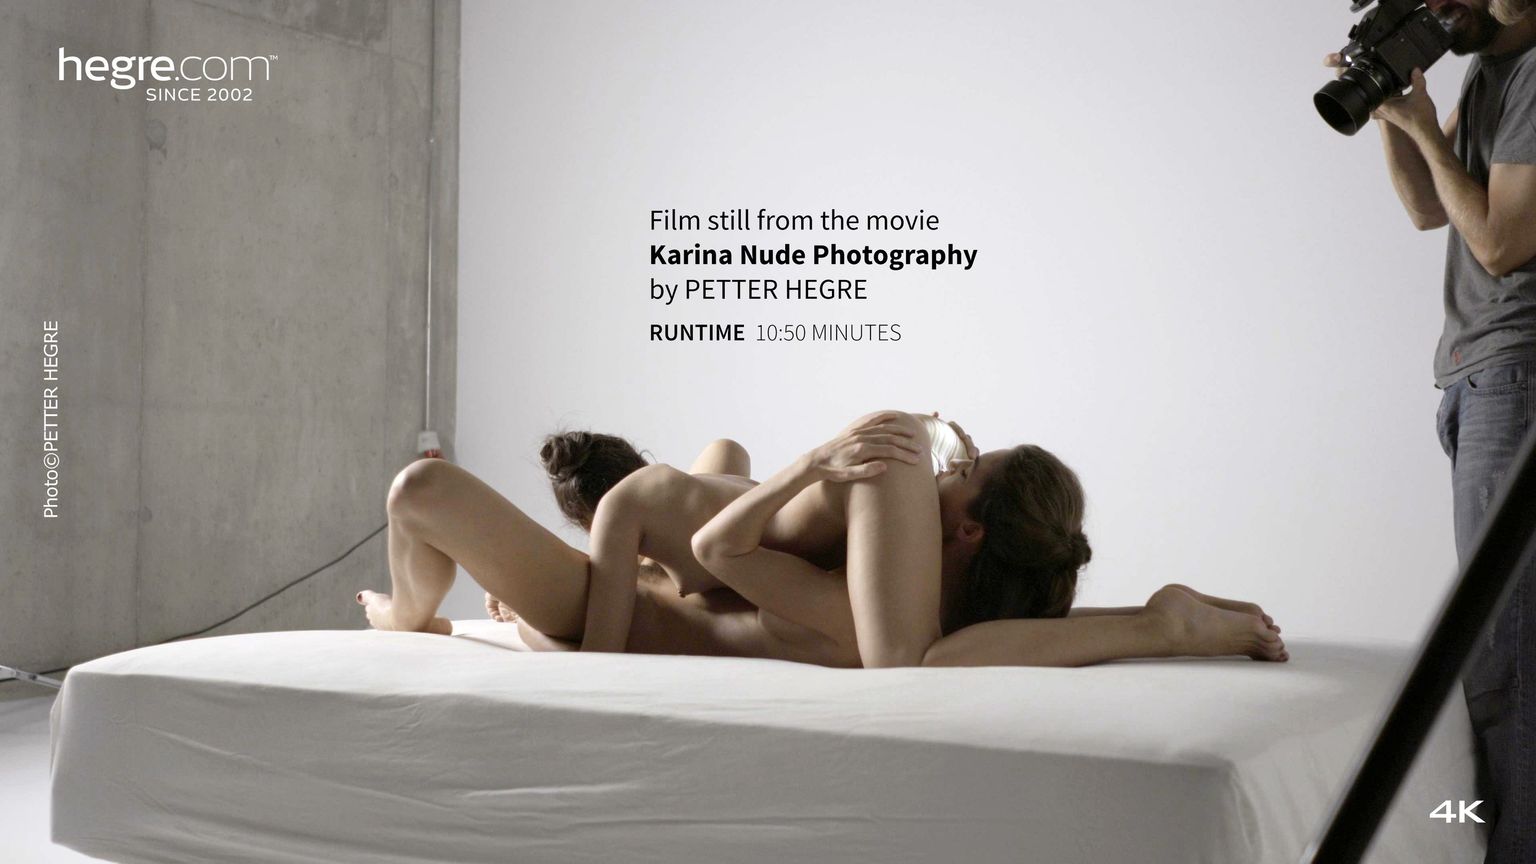 hegre.com™
SINCE 2002
Film still from the movie
Karina Nude Photography
by PETTER HEGRE
RUNTIME 10:50 MINUTES
Photo©PETTER HEGRE
4K